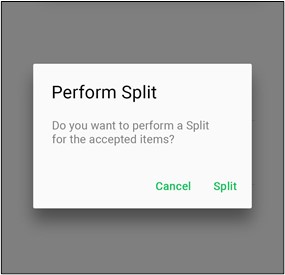 Perform Split
Do you want to perform a Split
for the accepted items?
Cancel Split